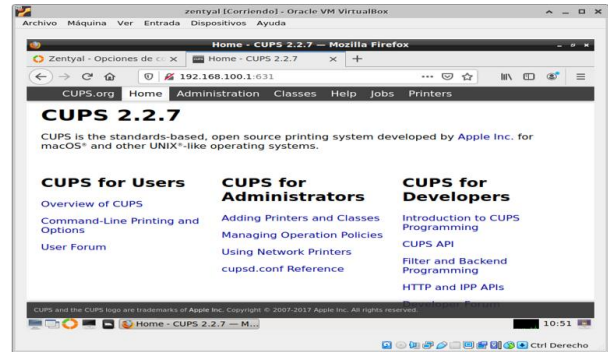 zentyal [Corriendo] - Oracle VM VirtualBox
Archivo Máquina Ver Entrada Dispositivos Ayuda
Home - CUPS 2.2.7 — Mozilla Firefox
Zentyal - Opciones de c
Home - CUPS 2.2.7
192.168.100.1:631
CUPS.org Home Administration Classes Help Jobs Printers
CUPS 2.2.7
CUPS is the standards-based, open source printing system developed by Apple Inc. for
macOS® and other UNIX®-like operating systems.
CUPS for Users
Overview of CUPS
Command-Line Printing and
Options
User Forum
CUPS for
Administrators
Adding Printers and Classes
Managing Operation Policies
Using Network Printers
cupsd.conf Reference
CUPS for
Developers
Introduction to CUPS
Programming
CUPS API
Filter and Backend
Programming
HTTP and IPP APIs
Developer Forum
CUPS and the CUPS logo are trademarks of Apple Inc. Copyright © 2007-2017 Apple Inc. All rights reserved.
Home - CUPS 2.2.7 — M...
10:51
Ctrl Derecho